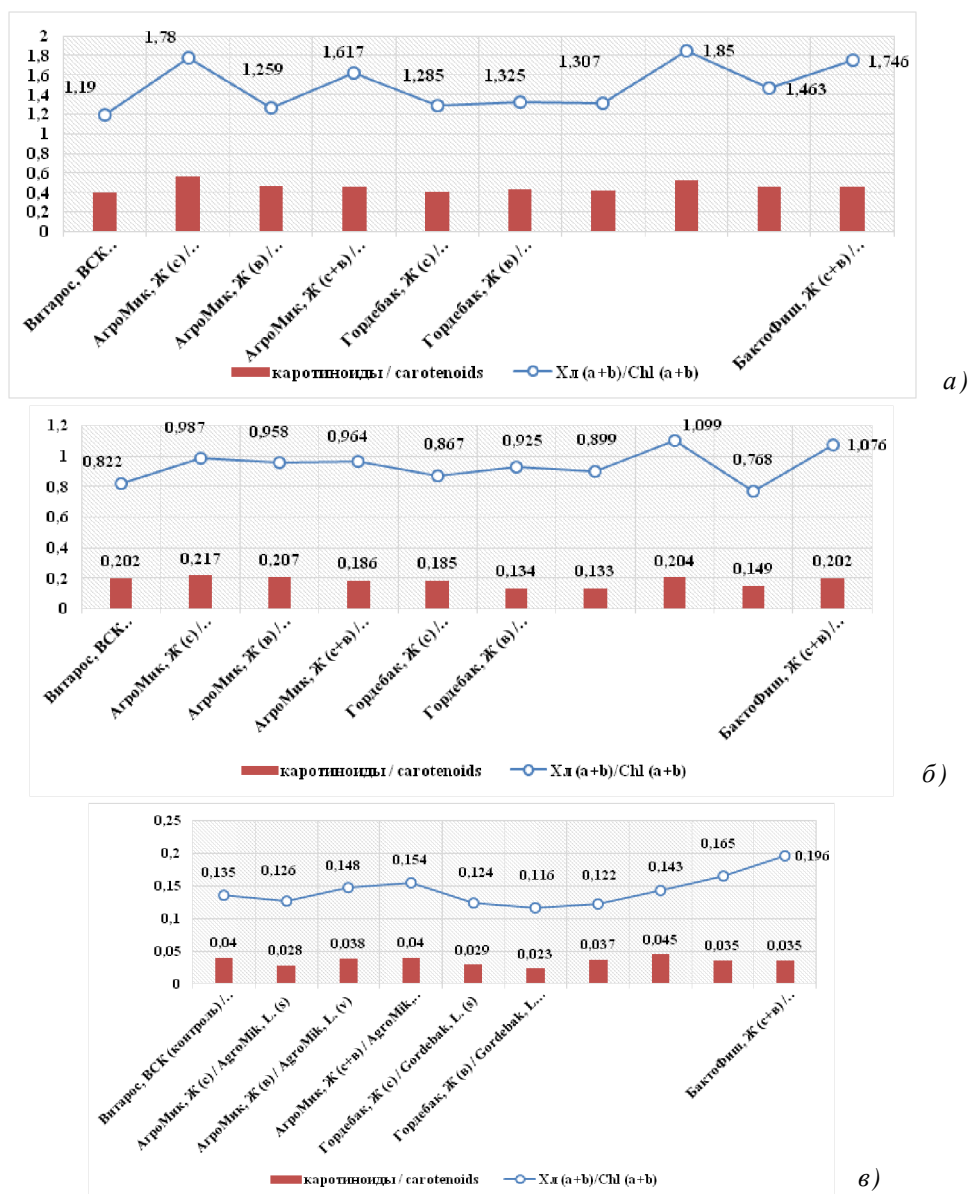 2
1,8
1,6
1,4
1,2
1
0,8
0,6
0,4
0,2
0
1,19
1,78
1,259
1,617
1,285
1,325
1,307
1,85
1,463
1,746
Витарос, ВСК..
АгроМик, Ж (с) /..
АгроМик, Ж (в) /..
АгроМик, Ж (с+в) /..
Гордебак, Ж (с) /..
Гордебак, Ж (в) /..
БактоФиш, Ж (с+в) /..
каротиноиды / carotenoids
Хл (a+b)/Chl (a+b)
а)
1,2
1
0,8
0,6
0,4
0,2
0
0,822
0,987
0,958
0,964
0,867
0,925
0,899
1,099
0,768
1,076
0,202
0,217
0,207
0,186
0,185
0,134
0,133
0,204
0,149
0,202
Витарос, ВСК..
АгроМик, Ж (с) /..
АгроМик, Ж (в) /..
АгроМик, Ж (с+в) /..
Гордебак, Ж (с) /..
Гордебак, Ж (в) /..
БактоФиш, Ж (с+в) /..
каротиноиды / carotenoids
Хл (a+b)/Chl (a+b)
б)
0,25
0,2
0,15
0,1
0,05
0
0,135
0,126
0,148
0,154
0,124
0,116
0,122
0,143
0,165
0,196
0,04
0,028
0,038
0,04
0,029
0,023
0,037
0,045
0,035
0,035
Витарос, ВСК (контроль) /..
АгроМик, Ж (с) / AgroMik, L. (s)
АгроМик, Ж (в) / AgroMik, L. (v)
АгроМик, Ж (с+в) / AgroMik,..
Гордебак, Ж (с) / Gordebak, L. (s)
Гордебак, Ж (в) / Gordebak, L...
БактоФиш, Ж (с+в) /..
каротиноиды / carotenoids
Хл (a+b)/Chl (a+b)
в)